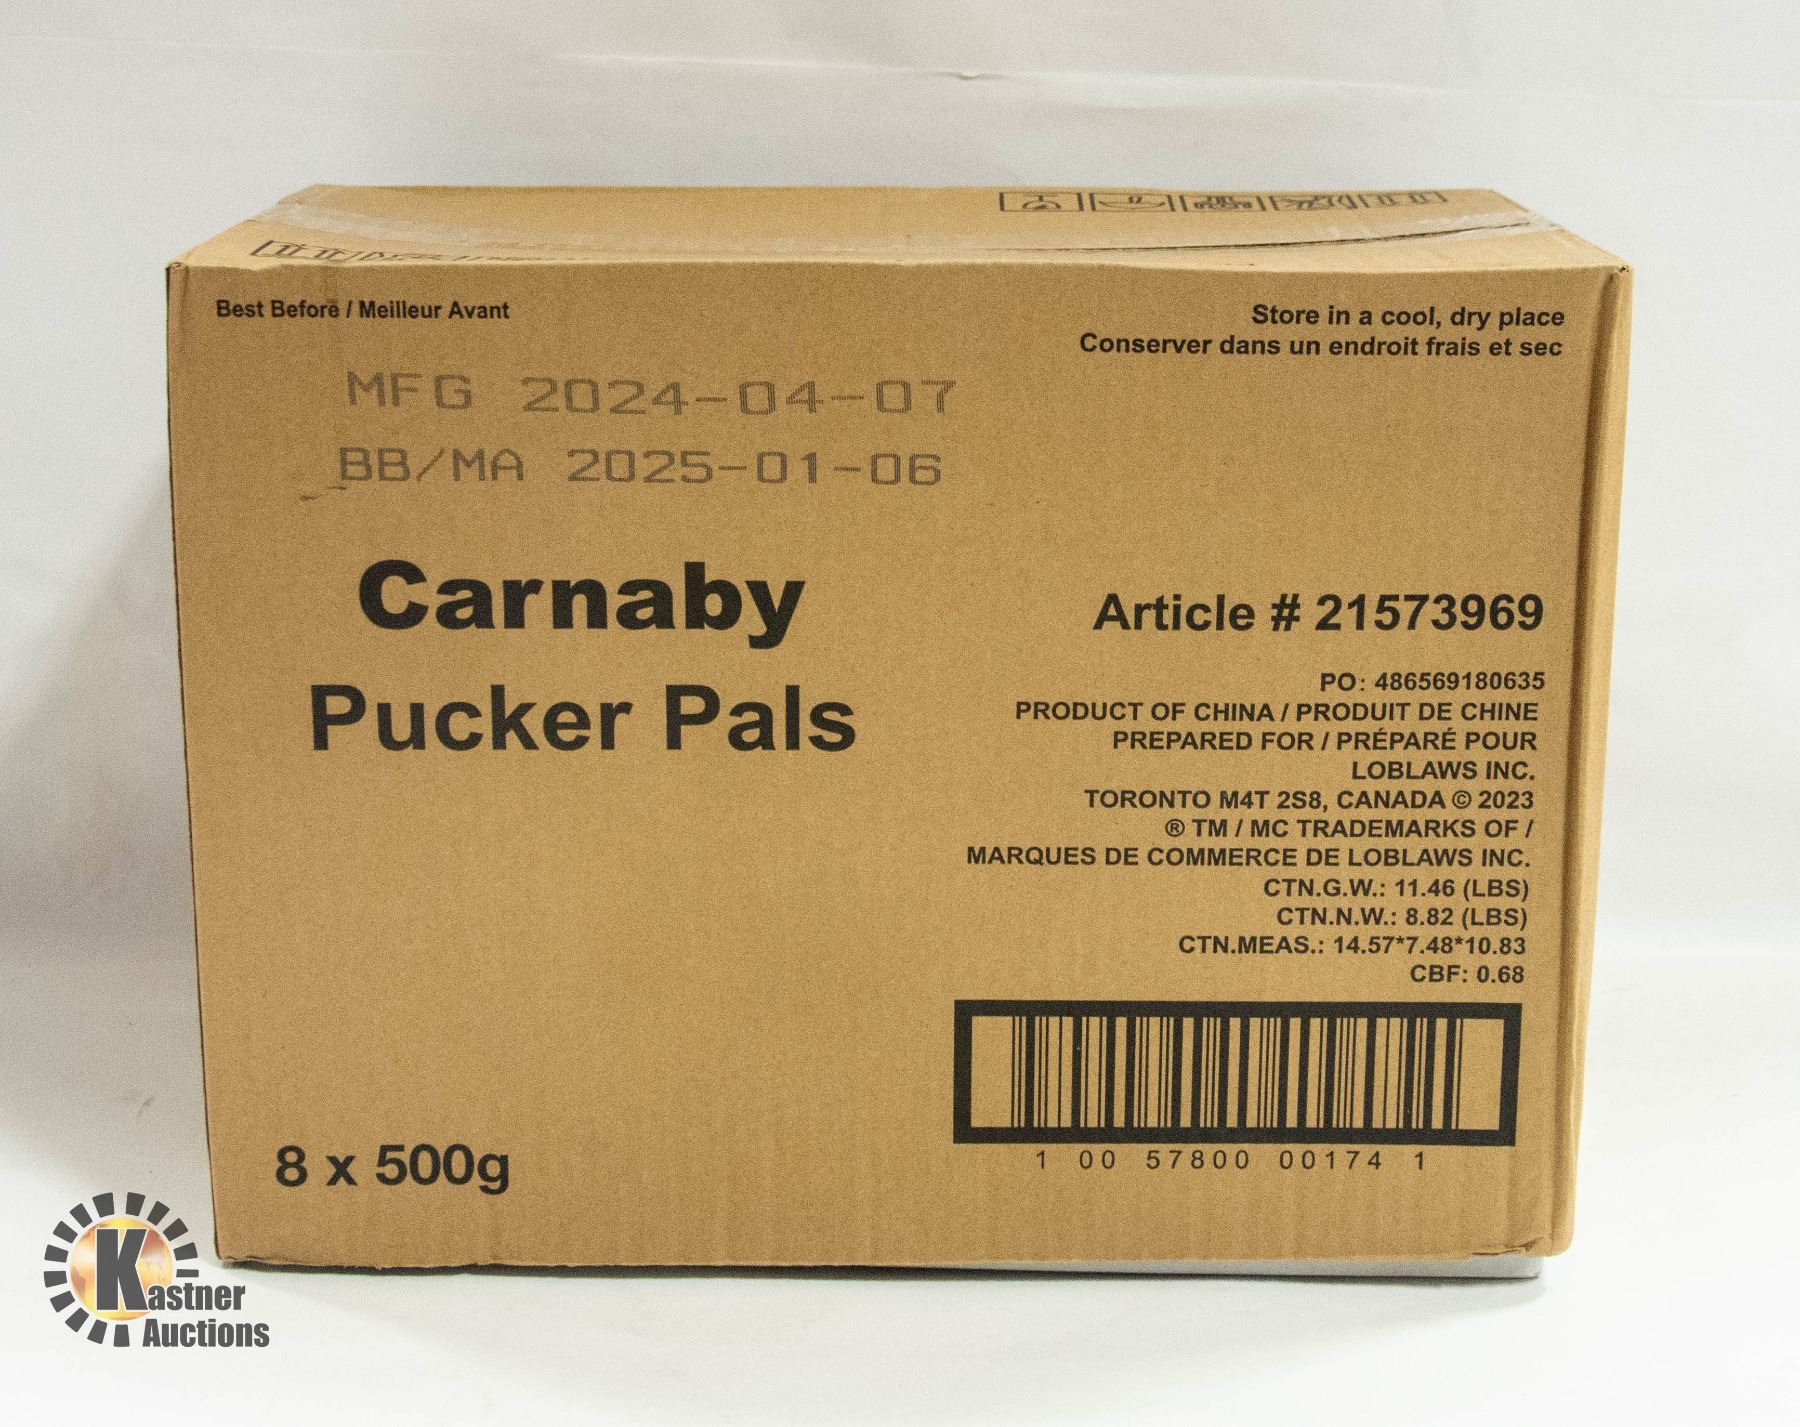 Best Before / Meilleur Avant
MFG 2024-04-07
BB/MA 2025-01-06
Carnaby
Pucker Pals
8 x 500g
Store in a cool, dry place
Conserver dans un endroit frais et sec
Article # 21573969
PO: 486569180635
PRODUCT OF CHINA / PRODUIT DE CHINE
PREPARED FOR / PRÉPARÉ POUR
LOBLAWS INC.
TORONTO M4T 2S8, CANADA © 2023
® TM / MC TRADEMARKS OF /
MARQUES DE COMMERCE DE LOBLAWS INC.
CTN.G.W.: 11.46 (LBS)
CTN.N.W.: 8.82 (LBS)
CTN.MEAS.: 14.57*7.48*10.83
CBF: 0.68
1 00 57800 00174 1
Kastner
Auctions